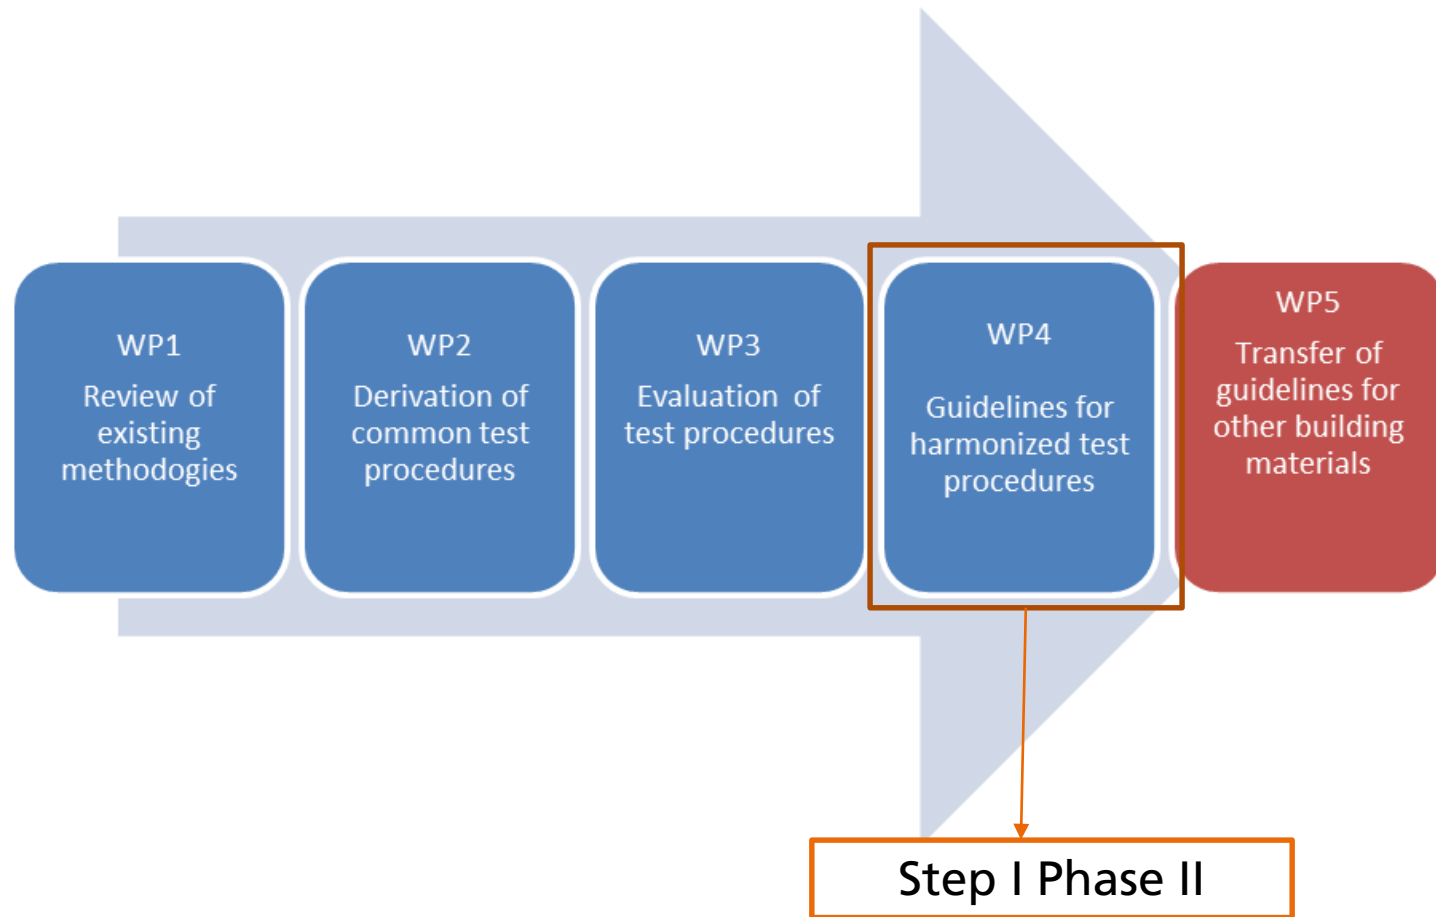 WP1
Review of
existing
methodogies
WP2
Derivation of
common test
procedures
WP3
Evaluation of
test procedures
WP4
Guidelines for
harmonized test
procedures
WP5
Transfer of
guidelines for
other building
materials
Step I Phase II